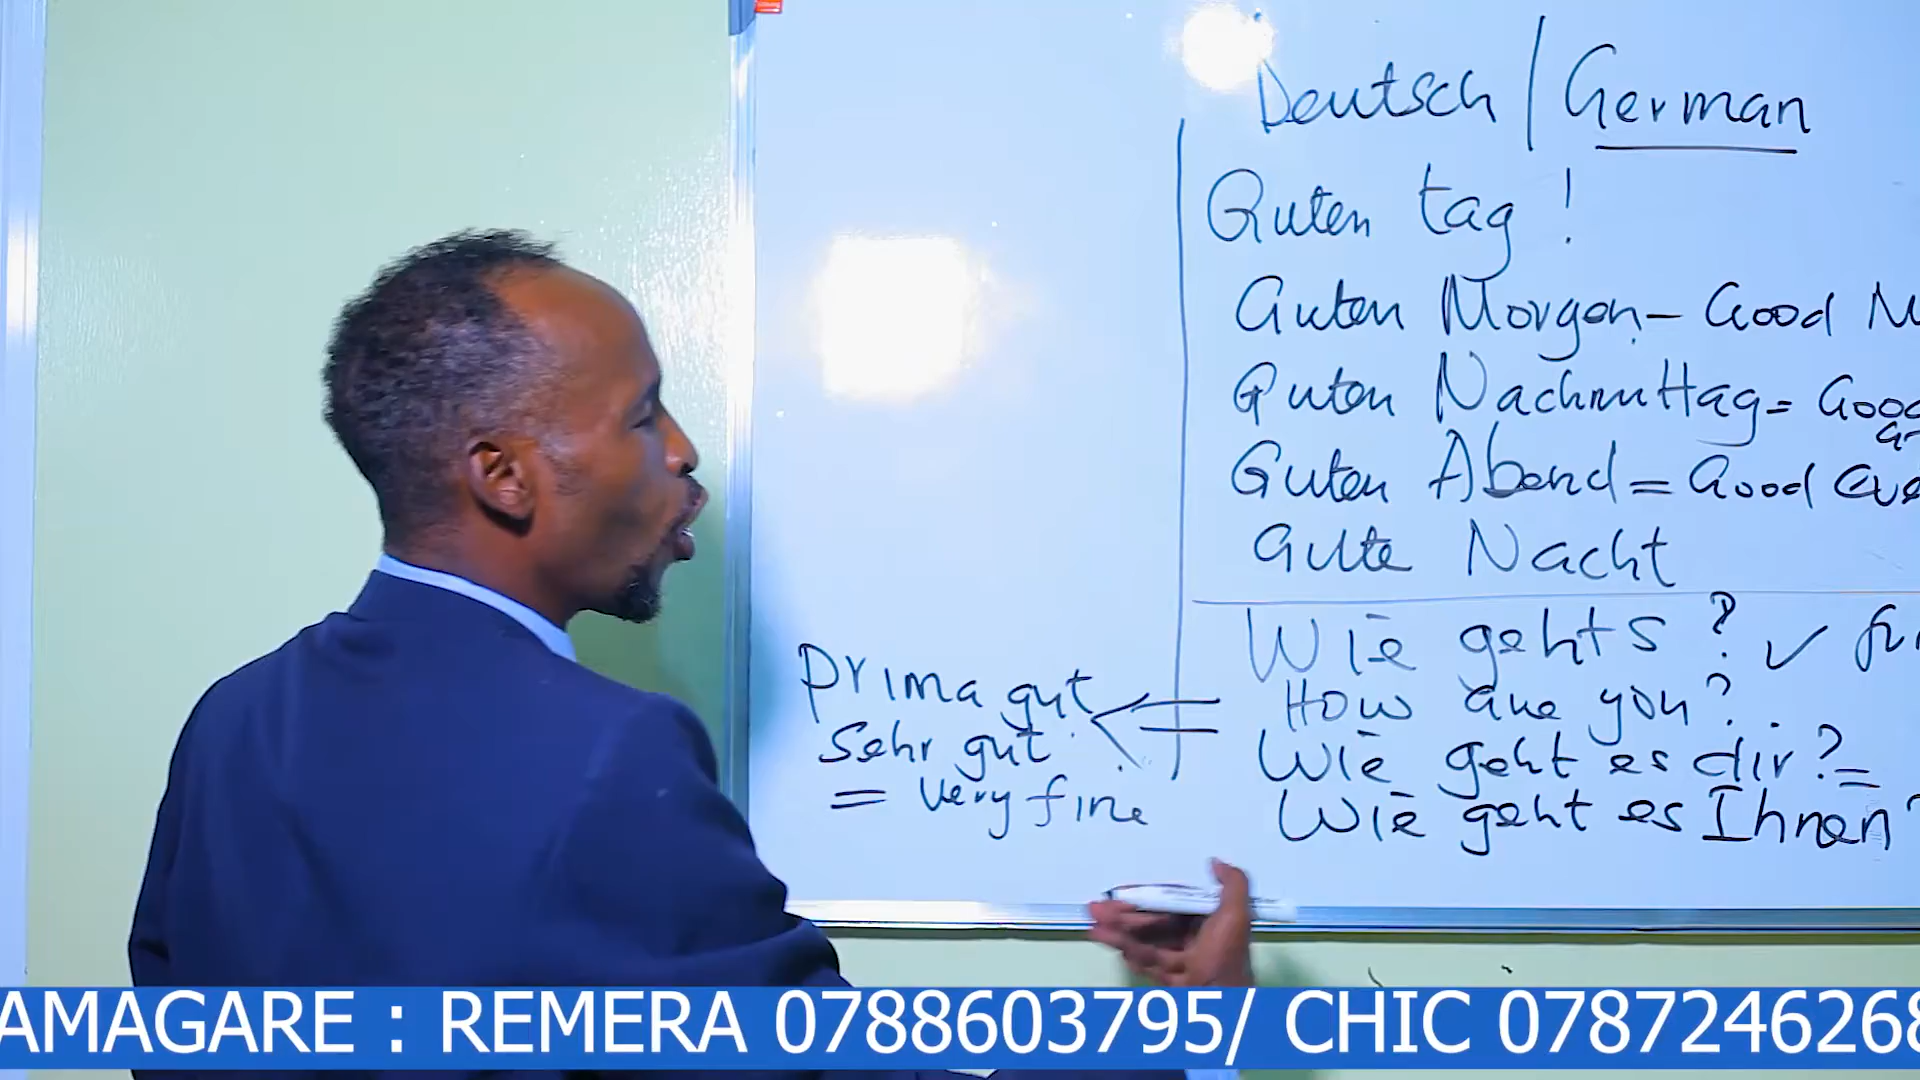 Deutsch / German
Guten tag !
Guten Morgen - Good M
Guten Nachmittag = Good
Guten Abend = Good Eve
Gute Nacht
Wie gehts ? ✓
How are you ?
Wie geht es dir ? =
Wie geht es Ihnen ?
Prima gut
Sehr gut
= Very fine
AMAGARE : REMERA 0788603795/ CHIC 0787246268